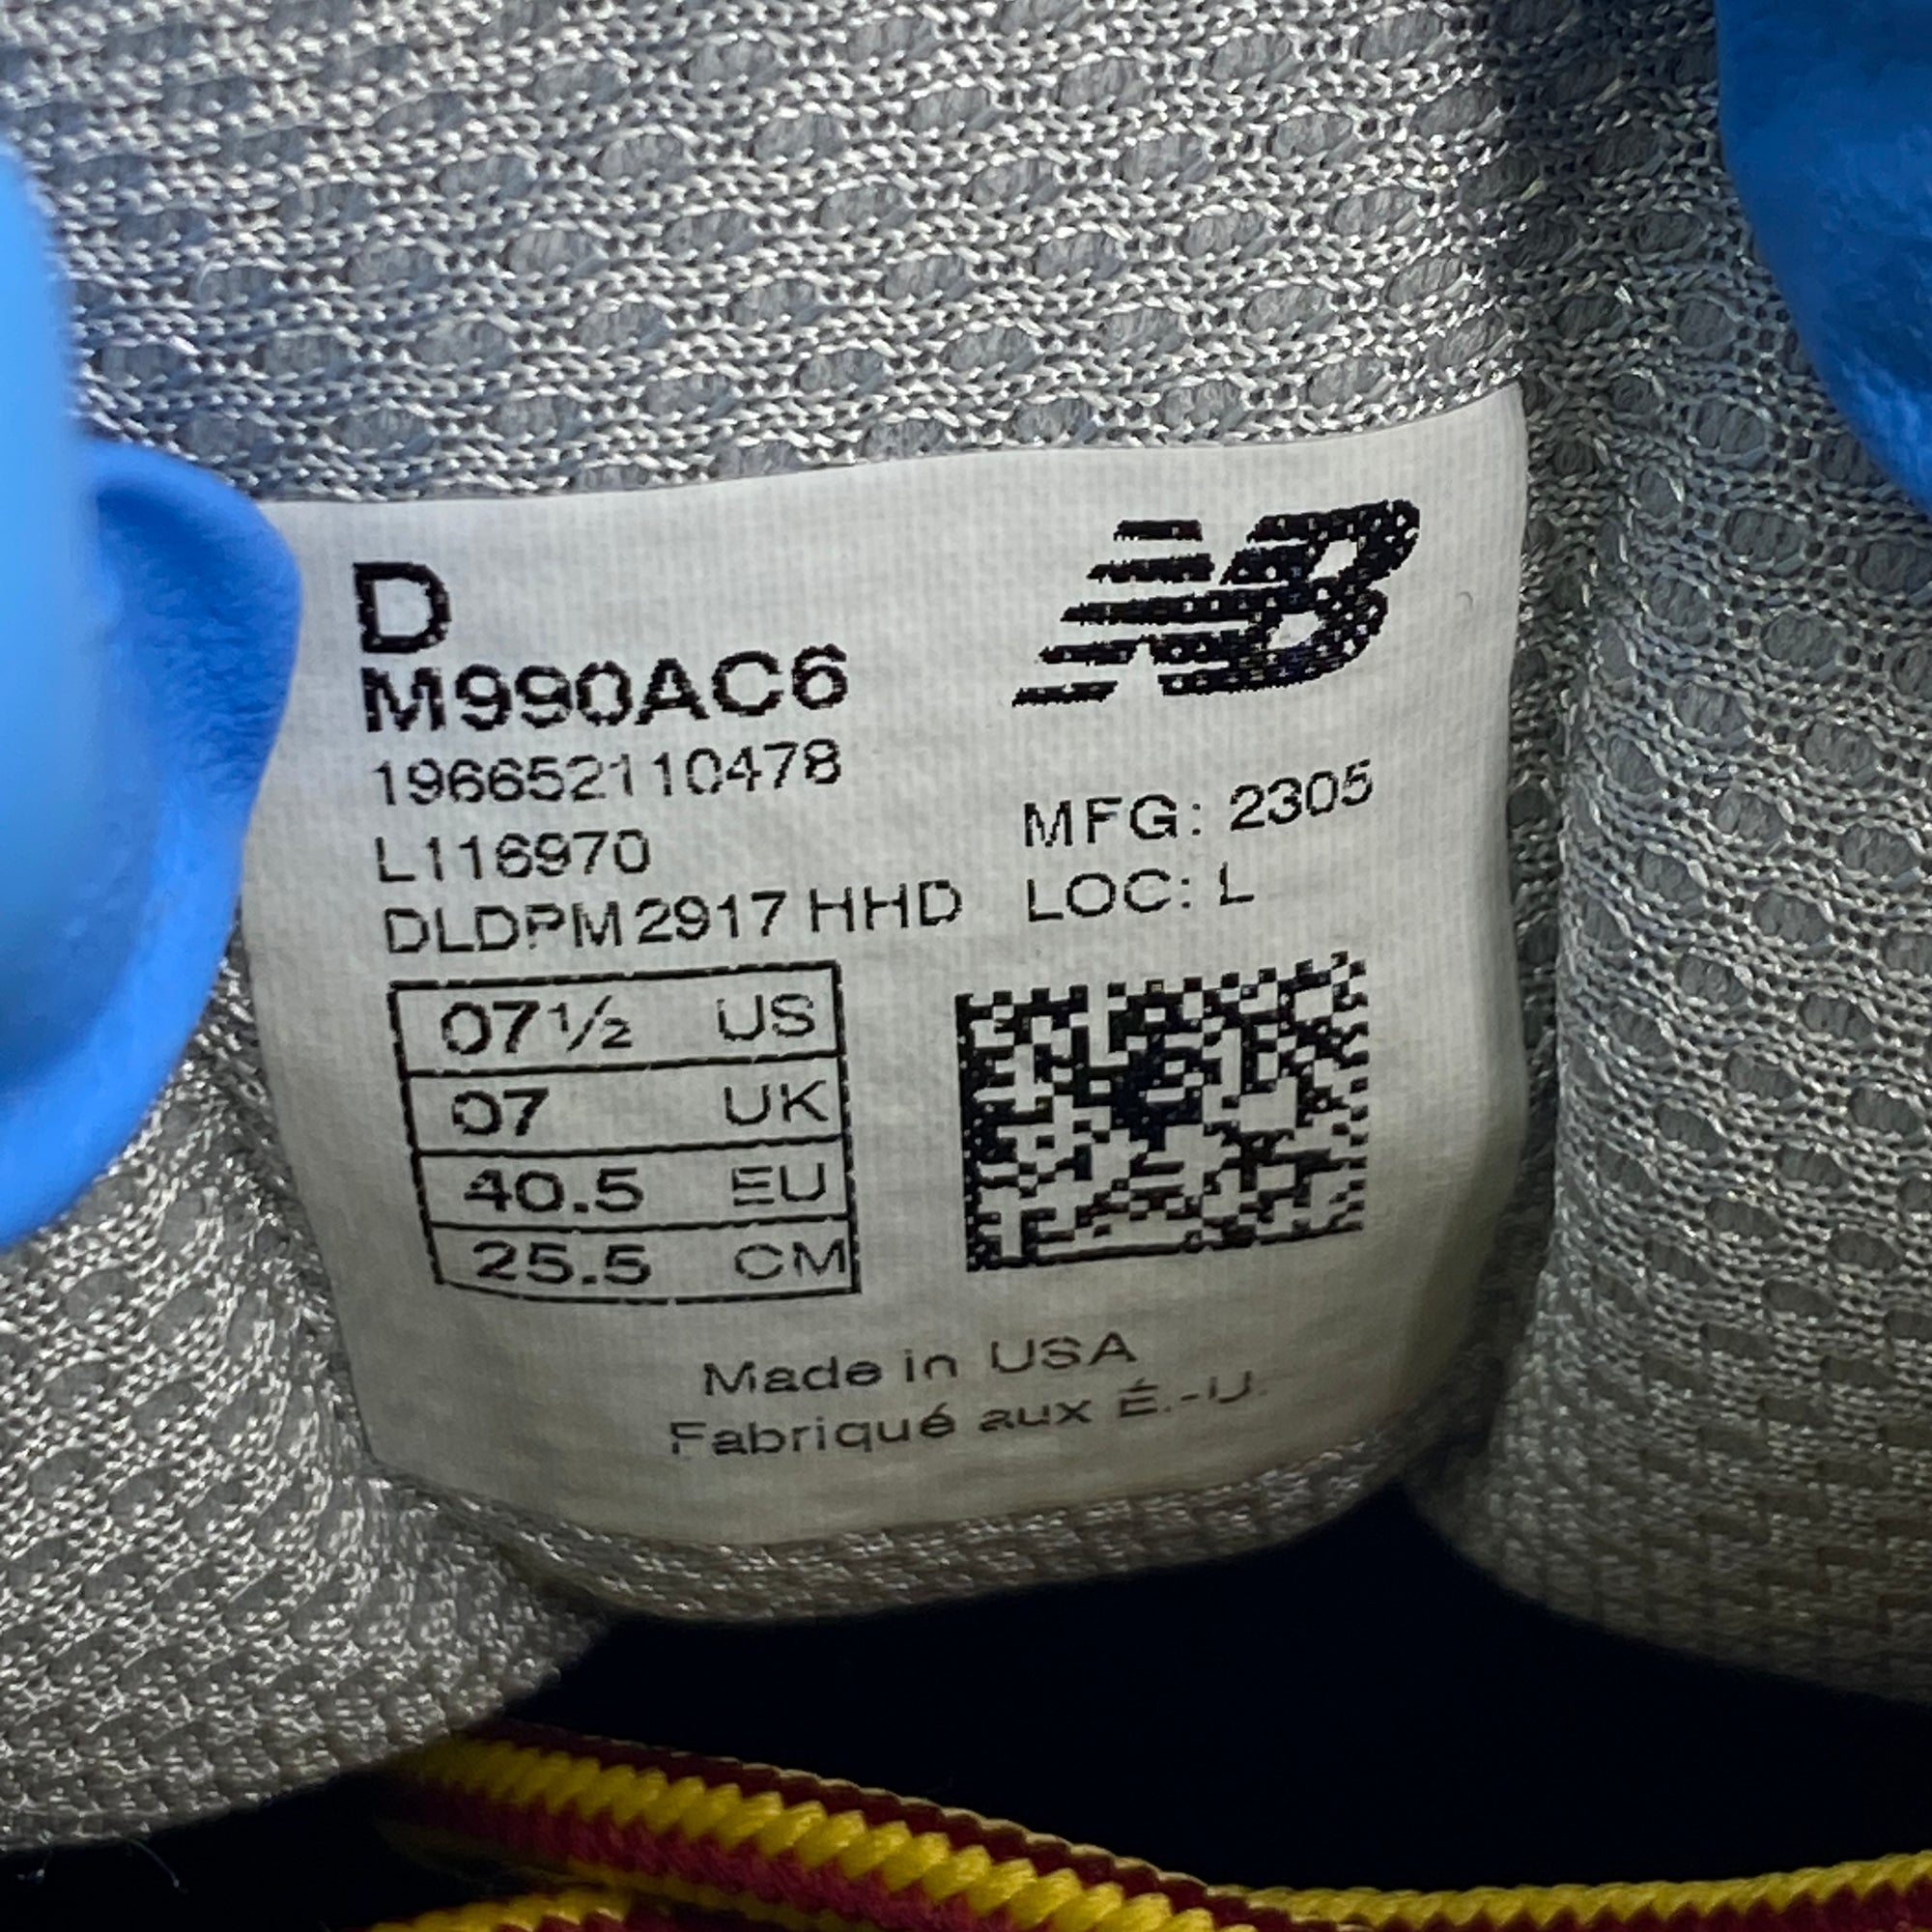 D
M990AC6
196652110478
L116970
DLDPM2917 HHD
MFG: 2305
LOC: L
07½ US
07 UK
40.5 EU
25.5 CM
Made in USA
Fabriqué aux É.-U.